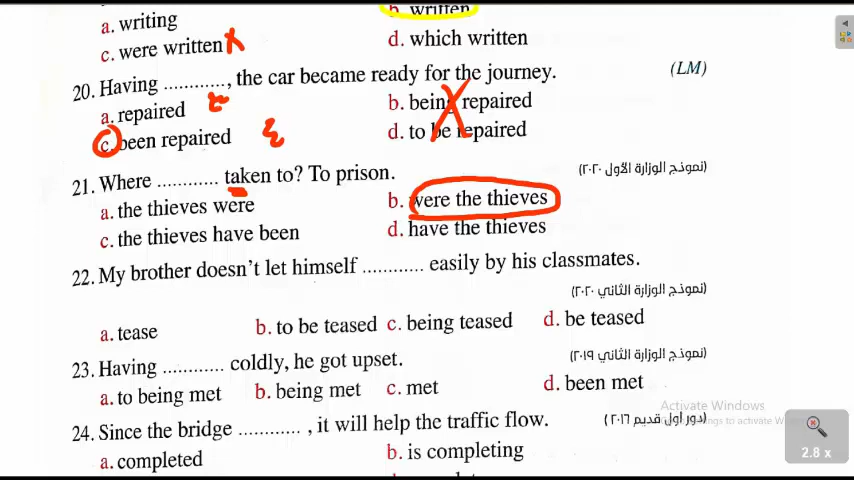 a. writing
b. written
c. were written
d. which written
20. Having ............, the car became ready for the journey. (LM)
a. repaired
b. being repaired
c. been repaired
d. to be repaired
21. Where ............ taken to? To prison. (نموذج الوزارة الأول ٢٠٢٠)
a. the thieves were
b. were the thieves
c. the thieves have been
d. have the thieves
22. My brother doesn't let himself ............ easily by his classmates.
(نموذج الوزارة الثاني ٢٠٢٠)
a. tease b. to be teased c. being teased d. be teased
23. Having ............ coldly, he got upset. (نموذج الوزارة الثاني ٢٠١٩)
a. to being met b. being met c. met d. been met
Activate Windows
24. Since the bridge ............ , it will help the traffic flow. (دور أول قديم ٢٠١٦)
a. completed
b. is completing
2.8 x